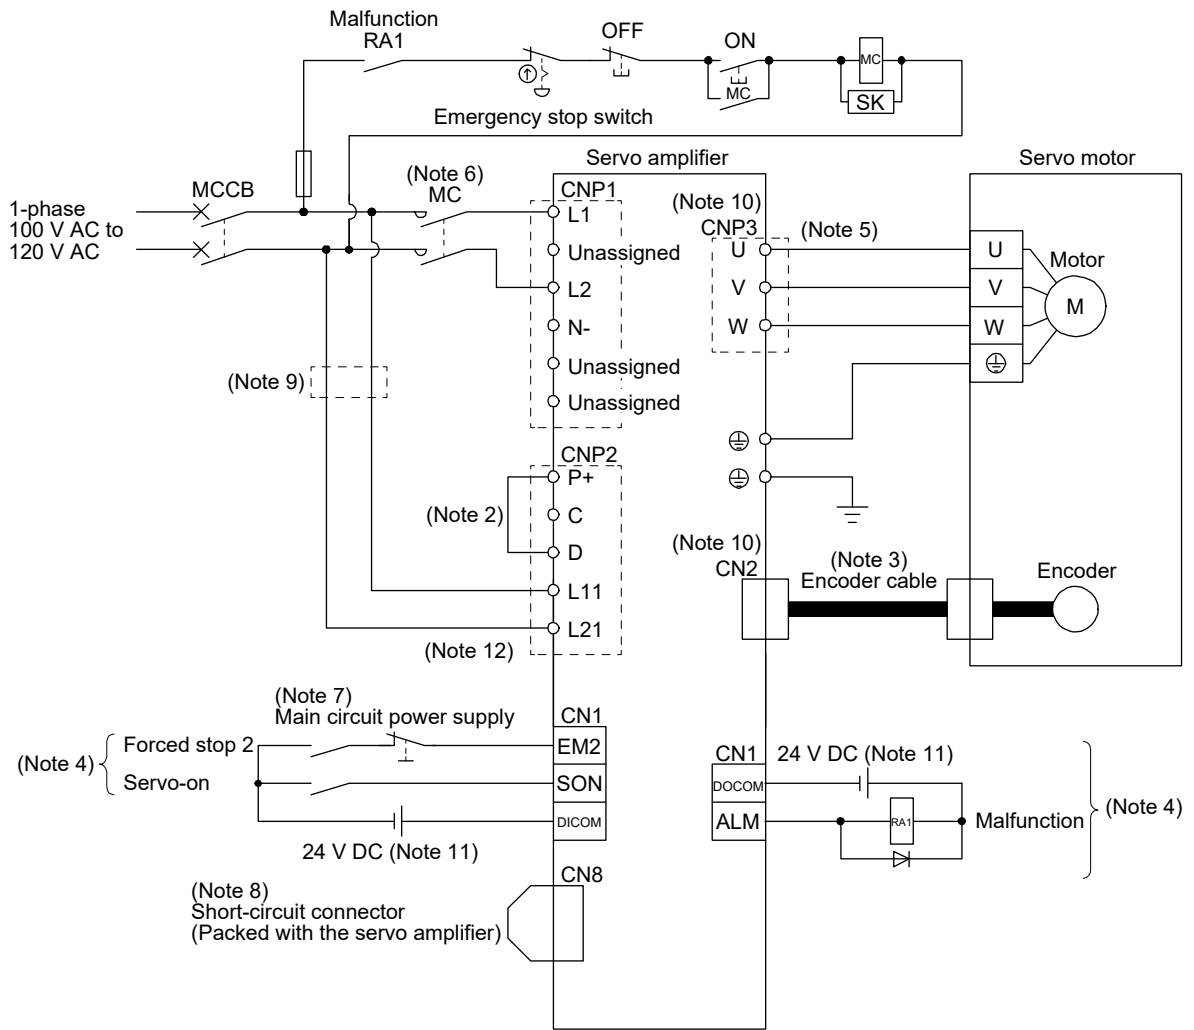 Malfunction
RA1
OFF
ON
MC
MC
SK
Emergency stop switch
Servo amplifier
Servo motor
(Note 6)
MC
MCCB
1-phase
100 V AC to
120 V AC
CNP1
L1
Unassigned
L2
N-
Unassigned
Unassigned
(Note 10)
CNP3
U
V
W
(Note 5)
U
V
W
Motor
M
(Note 9)
CNP2
P+
(Note 2)
C
D
L11
L21
(Note 12)
(Note 10)
CN2
(Note 3)
Encoder cable
Encoder
(Note 7)
Main circuit power supply
(Note 4)
Forced stop 2
Servo-on
24 V DC (Note 11)
CN1
EM2
SON
DICOM
CN1
DOCOM
ALM
24 V DC (Note 11)
RA1
Malfunction
(Note 4)
CN8
(Note 8)
Short-circuit connector
(Packed with the servo amplifier)